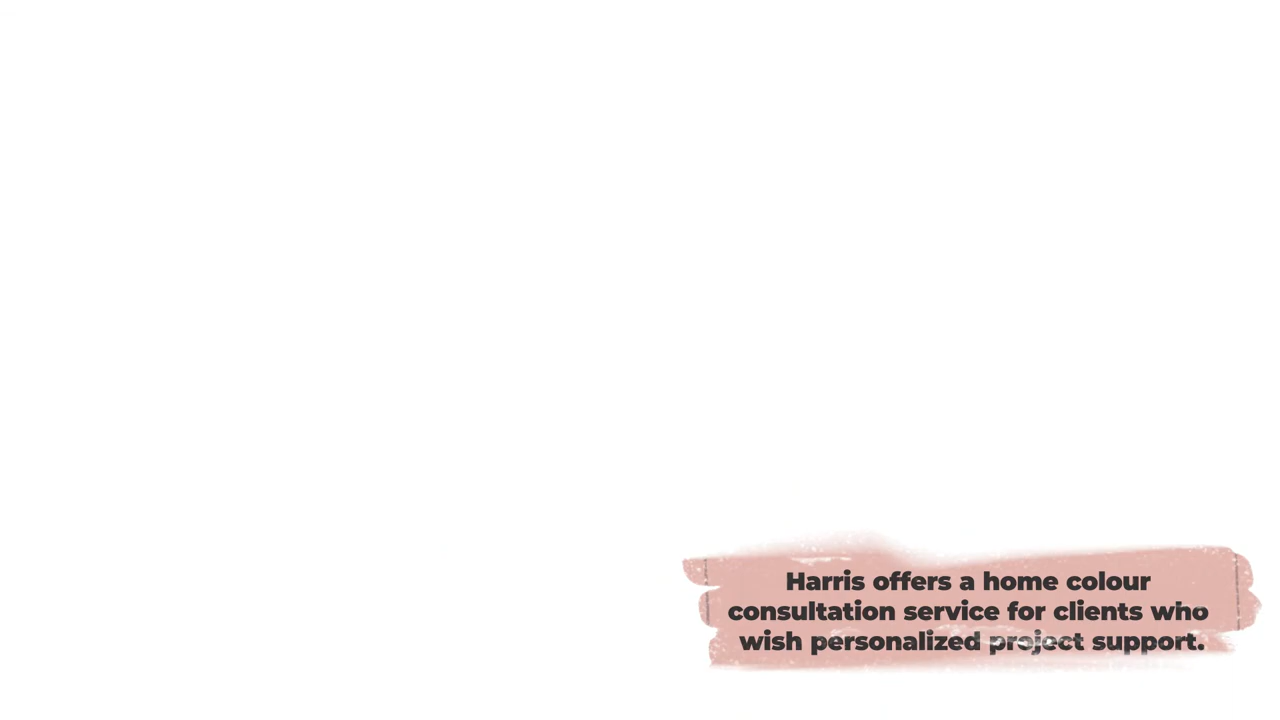 Harris offers a home colour
consultation service for clients who
wish personalized project support.